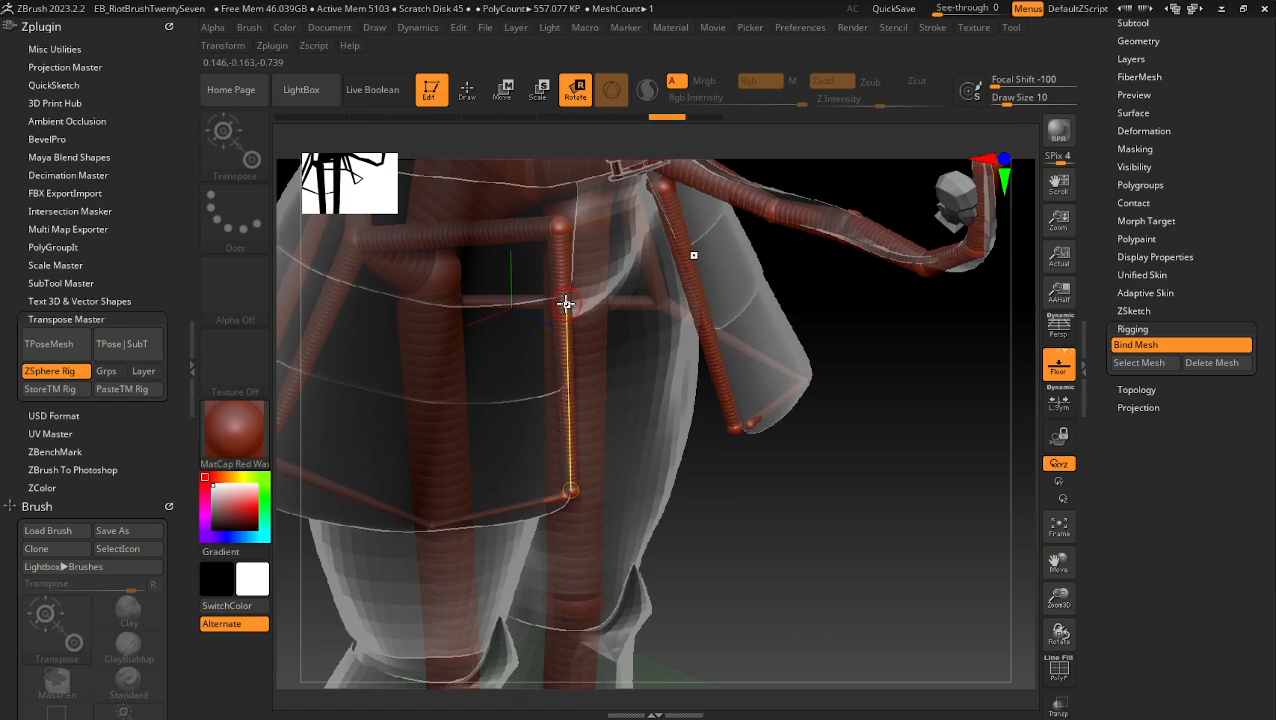 ZBrush 2023.2.2 EB_RiotBrushTwentySeven • Free Mem 46.039GB • Active Mem 5103 • Scratch Disk 45 • PolyCount▸ 557.077 KP • MeshCount▸ 1 AC QuickSave See-through 0 Menus DefaultZScript
Zplugin
Alpha Brush Color Document Draw Dynamics Edit File Layer Light Macro Marker Material Movie Picker Preferences Render Stencil Stroke Texture Tool
Transform Zplugin Zscript Help
0.146,-0.163,-0.739
Home Page LightBox Live Boolean Edit Draw Move Scale Rotate A Mrgb Rgb M Zadd Zsub Zcut
Rgb Intensity Z Intensity
S Focal Shift -100
Draw Size 10
Misc Utilities
Projection Master
QuickSketch
3D Print Hub
Ambient Occlusion
BevelPro
Maya Blend Shapes
Decimation Master
FBX ExportImport
Intersection Masker
Multi Map Exporter
PolyGroupIt
Scale Master
SubTool Master
Text 3D & Vector Shapes
Transpose Master
TPoseMesh TPose|SubT
ZSphere Rig Grps Layer
StoreTM Rig PasteTM Rig
USD Format
UV Master
ZBenchMark
ZBrush To Photoshop
ZColor
Brush
Load Brush Save As
Clone SelectIcon
Lightbox▶Brushes
Transpose. R
Transpose Clay
ClayBuildup
MaskPen Standard
Transpose
Dots
Alpha Off
Texture Off
MatCap Red Wax
Gradient
SwitchColor
Alternate
BPR
SPix 4
Scroll
Zoom
Actual
AAHalf
Dynamic
Persp
Floor
Dynamic
L.Sym
XYZ
Frame
Move
Zoom3D
Rotate
Line Fill
PolyF
Transp
Subtool
Geometry
Layers
FiberMesh
Preview
Surface
Deformation
Masking
Visibility
Polygroups
Contact
Morph Target
Polypaint
Display Properties
Unified Skin
Adaptive Skin
ZSketch
Rigging
Bind Mesh
Select Mesh Delete Mesh
Topology
Projection